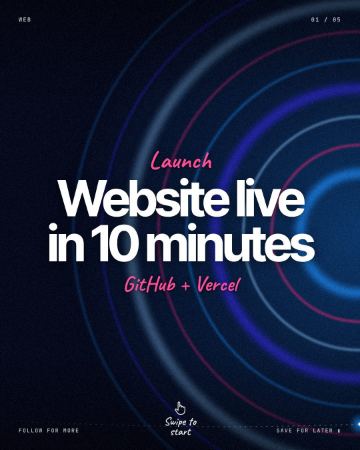 WEB
01 / 05
Launch
Website live
in 10 minutes
GitHub + Vercel
Swipe to
start
FOLLOW FOR MORE
SAVE FOR LATER